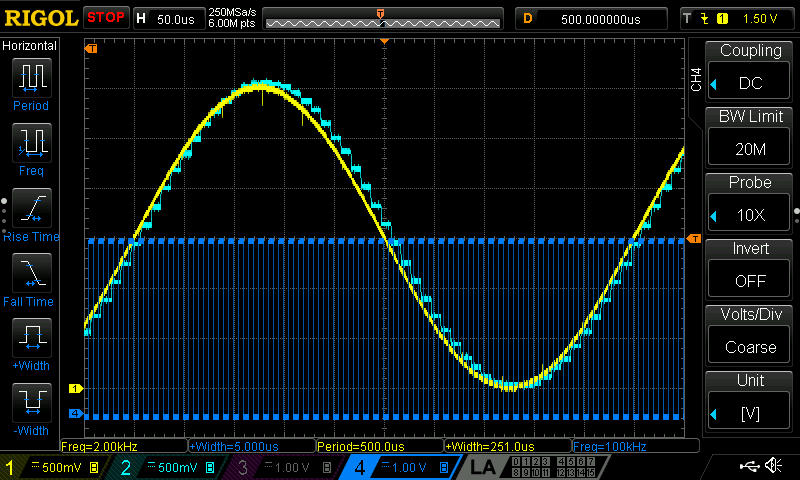 RIGOL STOP H 50.0us 250MSa/s 6.00M pts T D 500.000000us T 1 1.50 V
Horizontal
Period
Freq
Rise Time
Fall Time
+Width
-Width
T
T
1
4
CH4
Coupling
DC
BW Limit
20M
Probe
10X
Invert
OFF
Volts/Div
Coarse
Unit
[V]
Freq=2.00kHz +Width=5.000us Period=500.0us +Width=251.0us Freq=100kHz
1 500mV B 2 500mV B 3 1.00 V B 4 1.00 V B LA 0 1 2 3 4 5 6 7
8 9 10 11 12 13 14 15